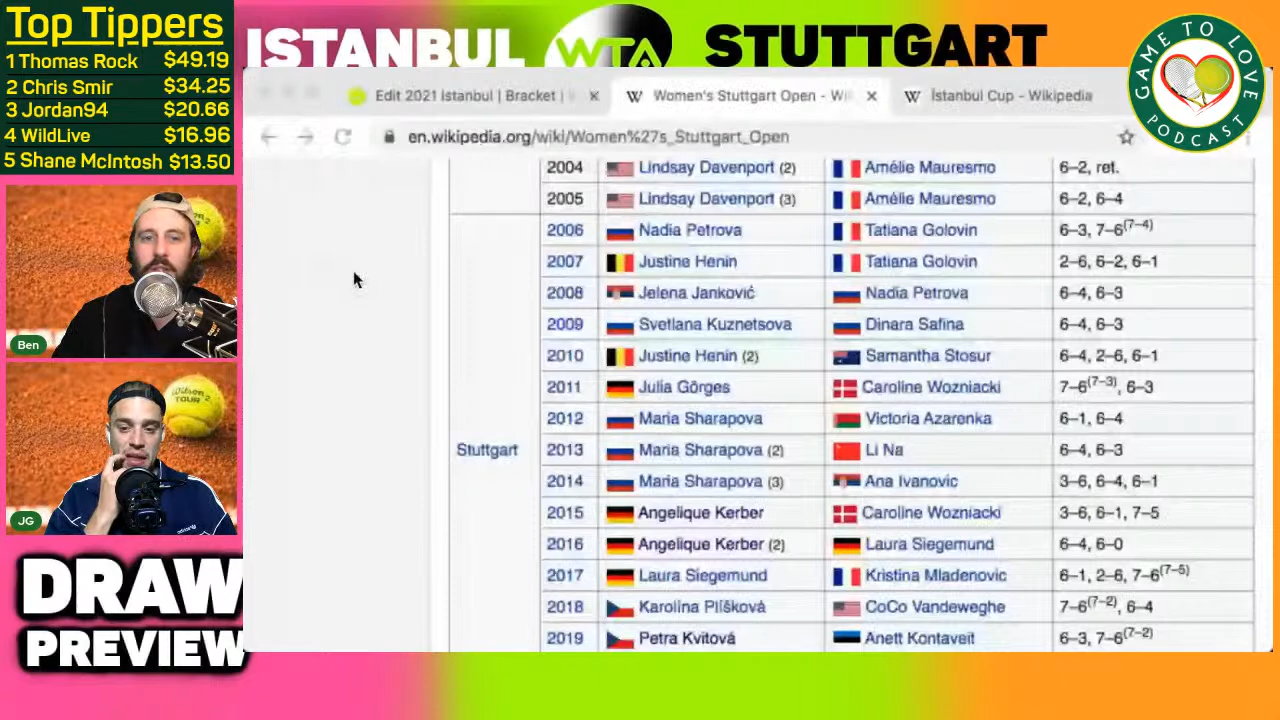 Top Tippers
1 Thomas Rock $49.19
2 Chris Smir $34.25
3 Jordan94 $20.66
4 WildLive $16.96
5 Shane McIntosh $13.50
ISTANBUL WTA STUTTGART
GAME TO LOVE
PODCAST
Edit 2021 Istanbul | Bracket |
Women's Stuttgart Open - Wi
Istanbul Cup - Wikipedia
en.wikipedia.org/wiki/Women%27s_Stuttgart_Open
2004 Lindsay Davenport (2) Amélie Mauresmo 6–2, ret.
2005 Lindsay Davenport (3) Amélie Mauresmo 6–2, 6–4
Stuttgart
2006 Nadia Petrova Tatiana Golovin 6–3, 7–6(7–4)
2007 Justine Henin Tatiana Golovin 2–6, 6–2, 6–1
2008 Jelena Janković Nadia Petrova 6–4, 6–3
2009 Svetlana Kuznetsova Dinara Safina 6–4, 6–3
2010 Justine Henin (2) Samantha Stosur 6–4, 2–6, 6–1
2011 Julia Görges Caroline Wozniacki 7–6(7–3), 6–3
2012 Maria Sharapova Victoria Azarenka 6–1, 6–4
2013 Maria Sharapova (2) Li Na 6–4, 6–3
2014 Maria Sharapova (3) Ana Ivanovic 3–6, 6–4, 6–1
2015 Angelique Kerber Caroline Wozniacki 3–6, 6–1, 7–5
2016 Angelique Kerber (2) Laura Siegemund 6–4, 6–0
2017 Laura Siegemund Kristina Mladenovic 6–1, 2–6, 7–6(7–5)
2018 Karolína Plíšková CoCo Vandeweghe 7–6(7–2), 6–4
2019 Petra Kvitová Anett Kontaveit 6–3, 7–6(7–2)
Ben
Wilson
TOUR
JG
DRAW
PREVIEW